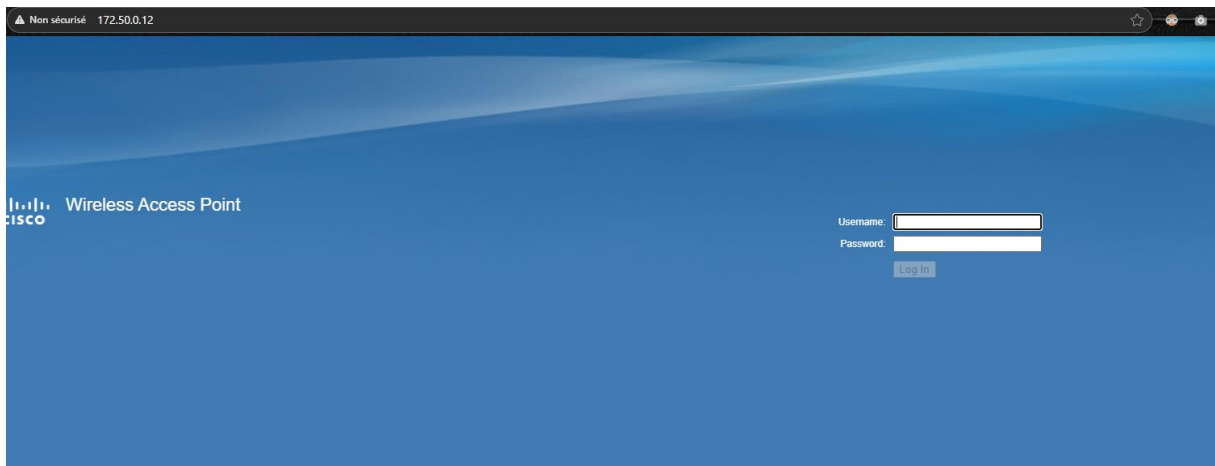 Non sécurisé 172.50.0.12
Wireless Access Point
CISCO
Username:
Password:
Log In